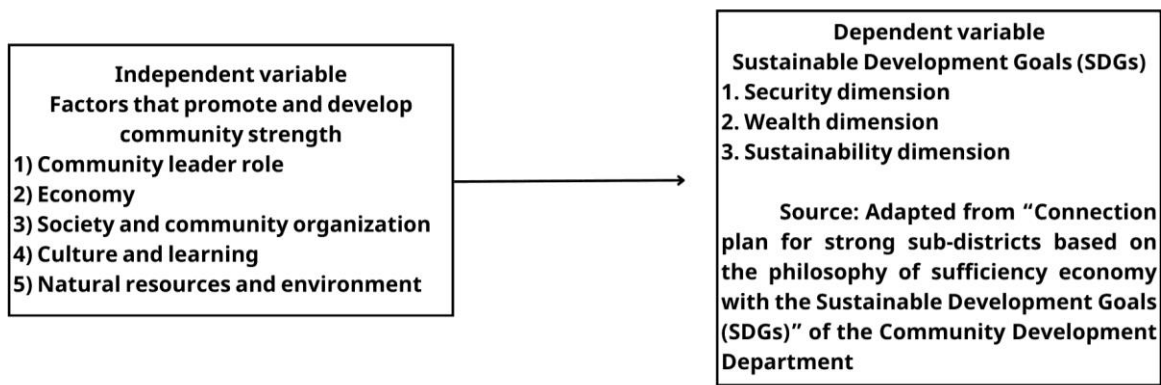 Independent variable
Factors that promote and develop
community strength
1) Community leader role
2) Economy
3) Society and community organization
4) Culture and learning
5) Natural resources and environment
Dependent variable
Sustainable Development Goals (SDGs)
1. Security dimension
2. Wealth dimension
3. Sustainability dimension
Source: Adapted from “Connection
plan for strong sub-districts based on
the philosophy of sufficiency economy
with the Sustainable Development Goals
(SDGs)” of the Community Development
Department